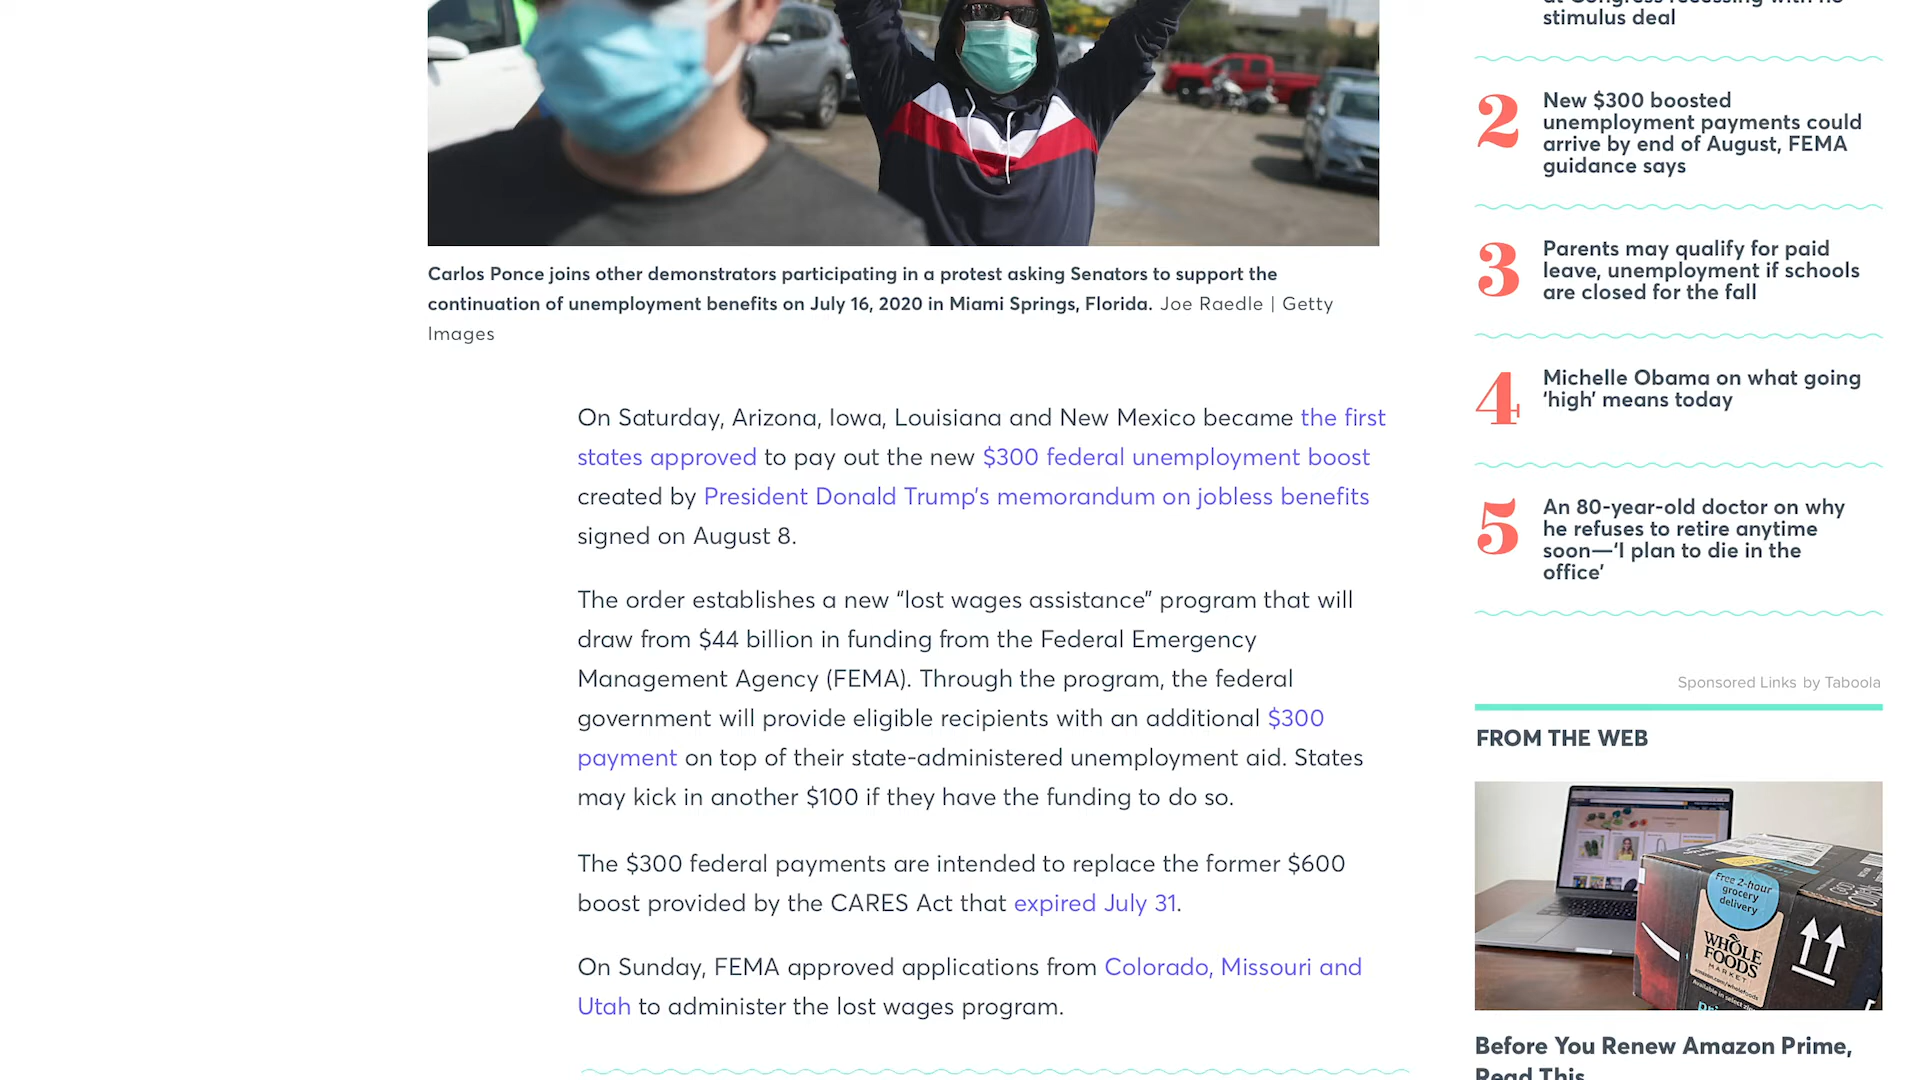 Carlos Ponce joins other demonstrators participating in a protest asking Senators to support the
continuation of unemployment benefits on July 16, 2020 in Miami Springs, Florida. Joe Raedle | Getty
Images
On Saturday, Arizona, Iowa, Louisiana and New Mexico became the first
states approved to pay out the new $300 federal unemployment boost
created by President Donald Trump's memorandum on jobless benefits
signed on August 8.
The order establishes a new “lost wages assistance” program that will
draw from $44 billion in funding from the Federal Emergency
Management Agency (FEMA). Through the program, the federal
government will provide eligible recipients with an additional $300
payment on top of their state-administered unemployment aid. States
may kick in another $100 if they have the funding to do so.
The $300 federal payments are intended to replace the former $600
boost provided by the CARES Act that expired July 31.
On Sunday, FEMA approved applications from Colorado, Missouri and
Utah to administer the lost wages program.
at Congress recessing with no
stimulus deal
2
New $300 boosted
unemployment payments could
arrive by end of August, FEMA
guidance says
3
Parents may qualify for paid
leave, unemployment if schools
are closed for the fall
4
Michelle Obama on what going
‘high’ means today
5
An 80-year-old doctor on why
he refuses to retire anytime
soon—‘I plan to die in the
office’
Sponsored Links by Taboola
FROM THE WEB
Free 2-hour
grocery
delivery
WHOLE
FOODS
MARKET
Before You Renew Amazon Prime,
Read This